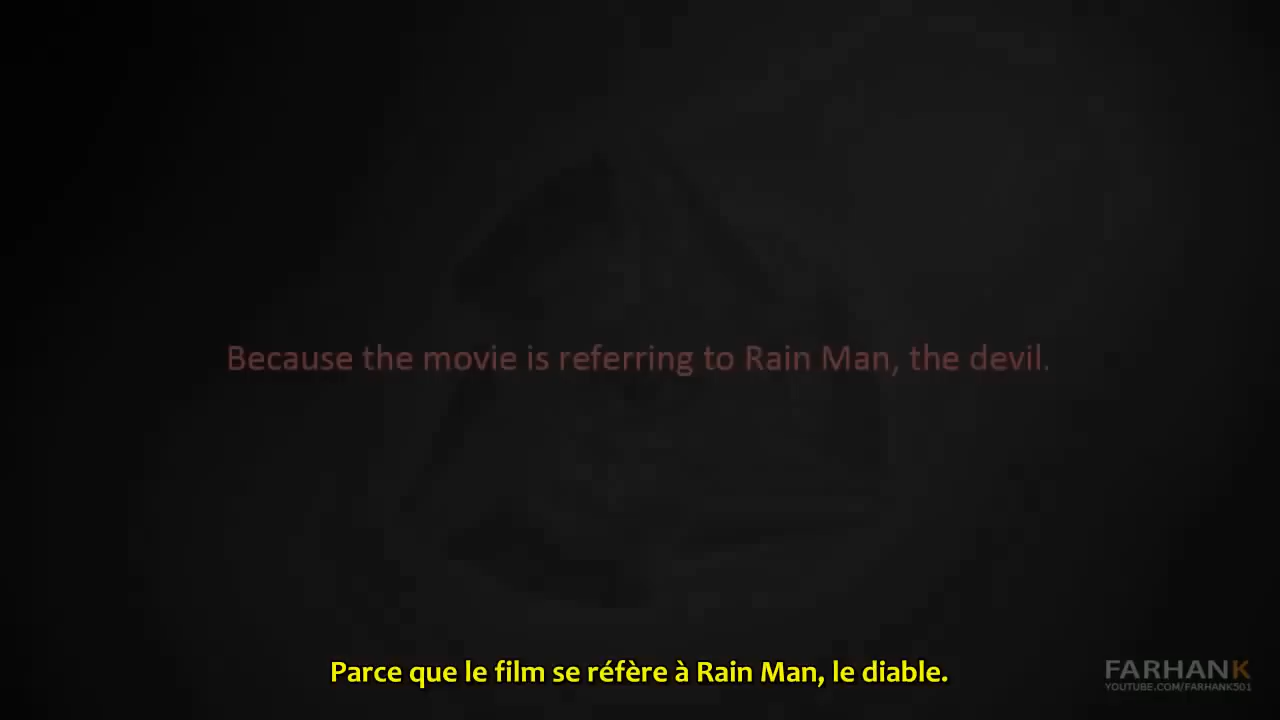 Because the movie is referring to Rain Man, the devil.
Parce que le film se réfère à Rain Man, le diable.
FARHANK
YOUTUBE.COM/FARHANK501